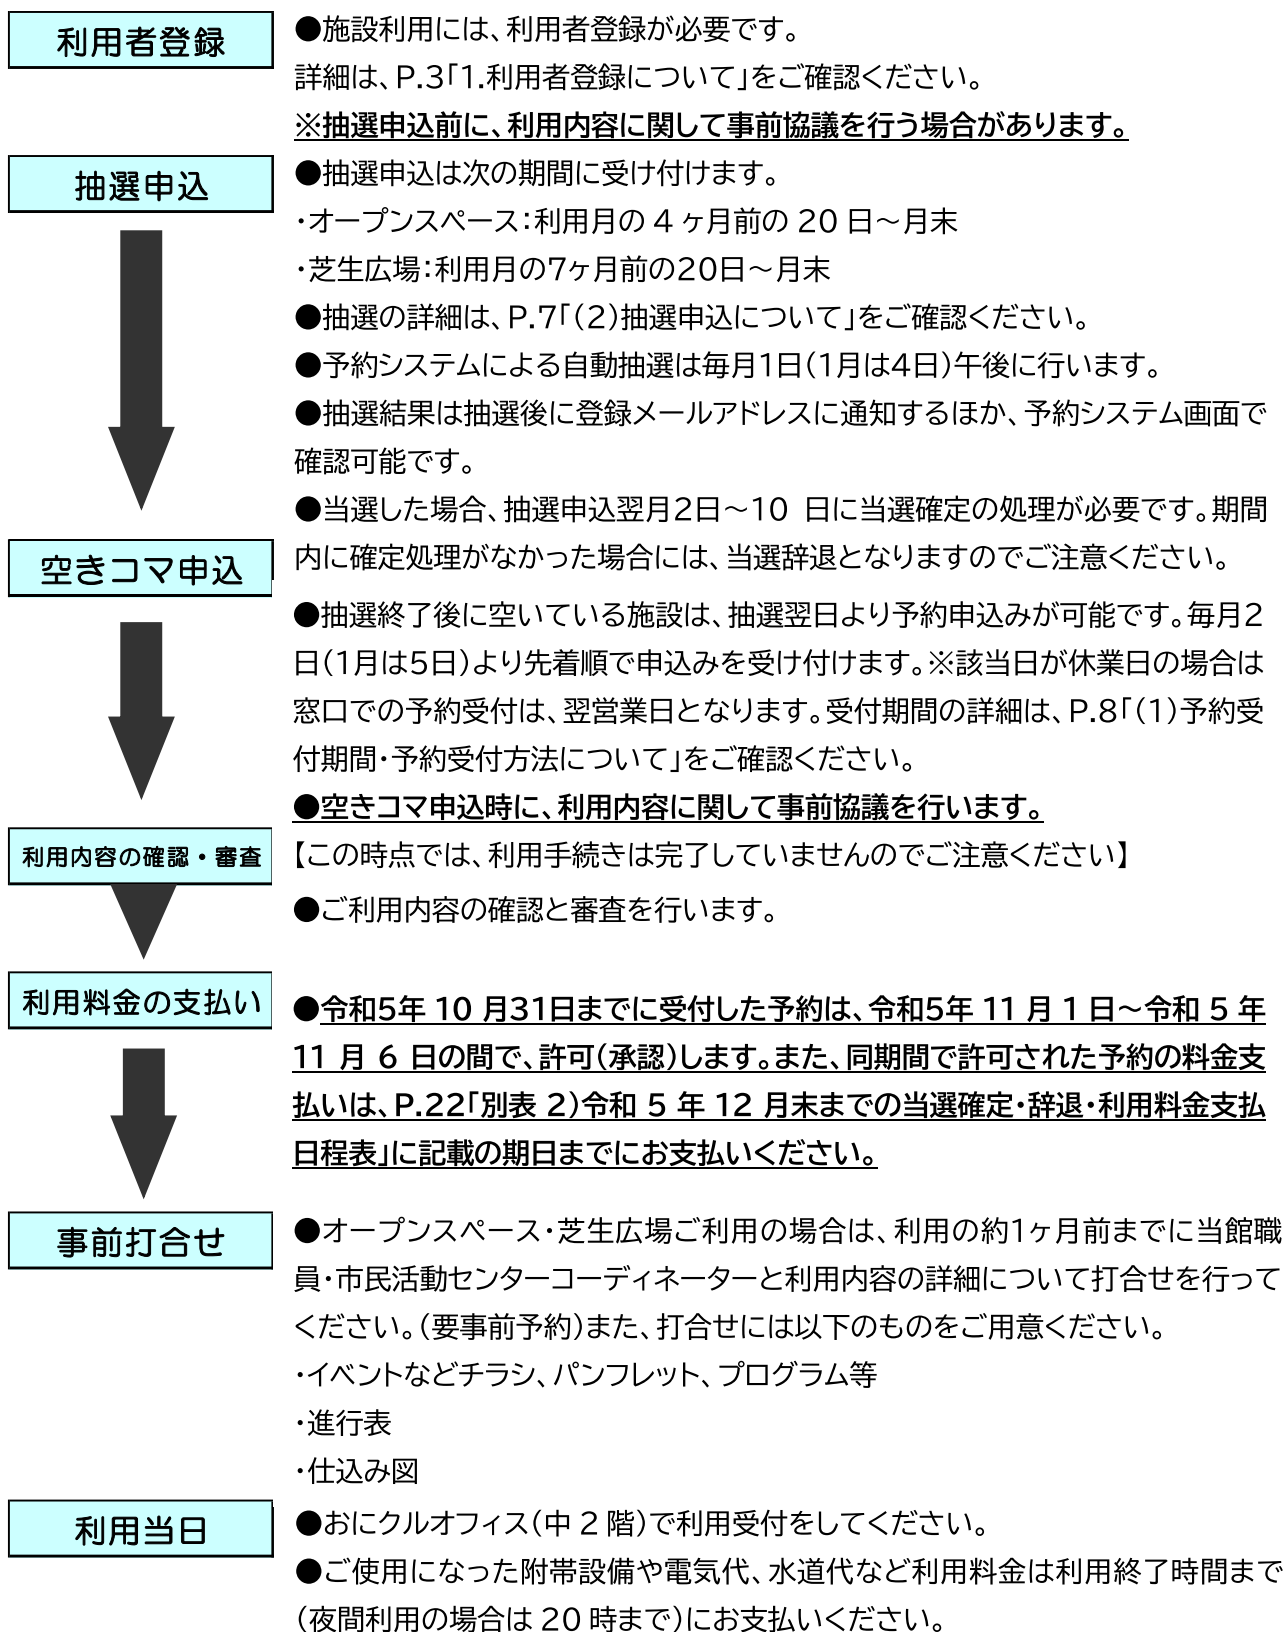 利用者登録
●施設利用には、利用者登録が必要です。
詳細は、P.3「1.利用者登録について」をご確認ください。
※抽選申込前に、利用内容に関して事前協議を行う場合があります。
抽選申込
●抽選申込は次の期間に受け付けます。
・オープンスペース：利用月の 4 ヶ月前の 20 日～月末
・芝生広場：利用月の7ヶ月前の20日～月末
●抽選の詳細は、P.7「(2)抽選申込について」をご確認ください。
●予約システムによる自動抽選は毎月1日(1月は4日)午後に行います。
●抽選結果は抽選後に登録メールアドレスに通知するほか、予約システム画面で
確認可能です。
●当選した場合、抽選申込翌月2日～10 日に当選確定の処理が必要です。期間
内に確定処理がなかった場合には、当選辞退となりますのでご注意ください。
空きコマ申込
●抽選終了後に空いている施設は、抽選翌日より予約申込みが可能です。毎月2
日(1月は5日)より先着順で申込みを受け付けます。※該当日が休業日の場合は
窓口での予約受付は、翌営業日となります。受付期間の詳細は、P.8「(1)予約受
付期間・予約受付方法について」をご確認ください。
●空きコマ申込時に、利用内容に関して事前協議を行います。
【この時点では、利用手続きは完了していませんのでご注意ください】
利用内容の確認・審査
●ご利用内容の確認と審査を行います。
利用料金の支払い
●令和5年 10 月31日までに受付した予約は、令和5年 11 月 1 日～令和 5 年
11 月 6 日の間で、許可(承認)します。また、同期間で許可された予約の料金支
払いは、P.22「別表 2)令和 5 年 12 月末までの当選確定・辞退・利用料金支払
日程表」に記載の期日までにお支払いください。
事前打合せ
●オープンスペース・芝生広場ご利用の場合は、利用の約1ヶ月前までに当館職
員・市民活動センターコーディネーターと利用内容の詳細について打合せを行って
ください。(要事前予約)また、打合せには以下のものをご用意ください。
・イベントなどチラシ、パンフレット、プログラム等
・進行表
・仕込み図
利用当日
●おにクルオフィス(中 2 階)で利用受付をしてください。
●ご使用になった附帯設備や電気代、水道代など利用料金は利用終了時間まで
(夜間利用の場合は 20 時まで)にお支払いください。